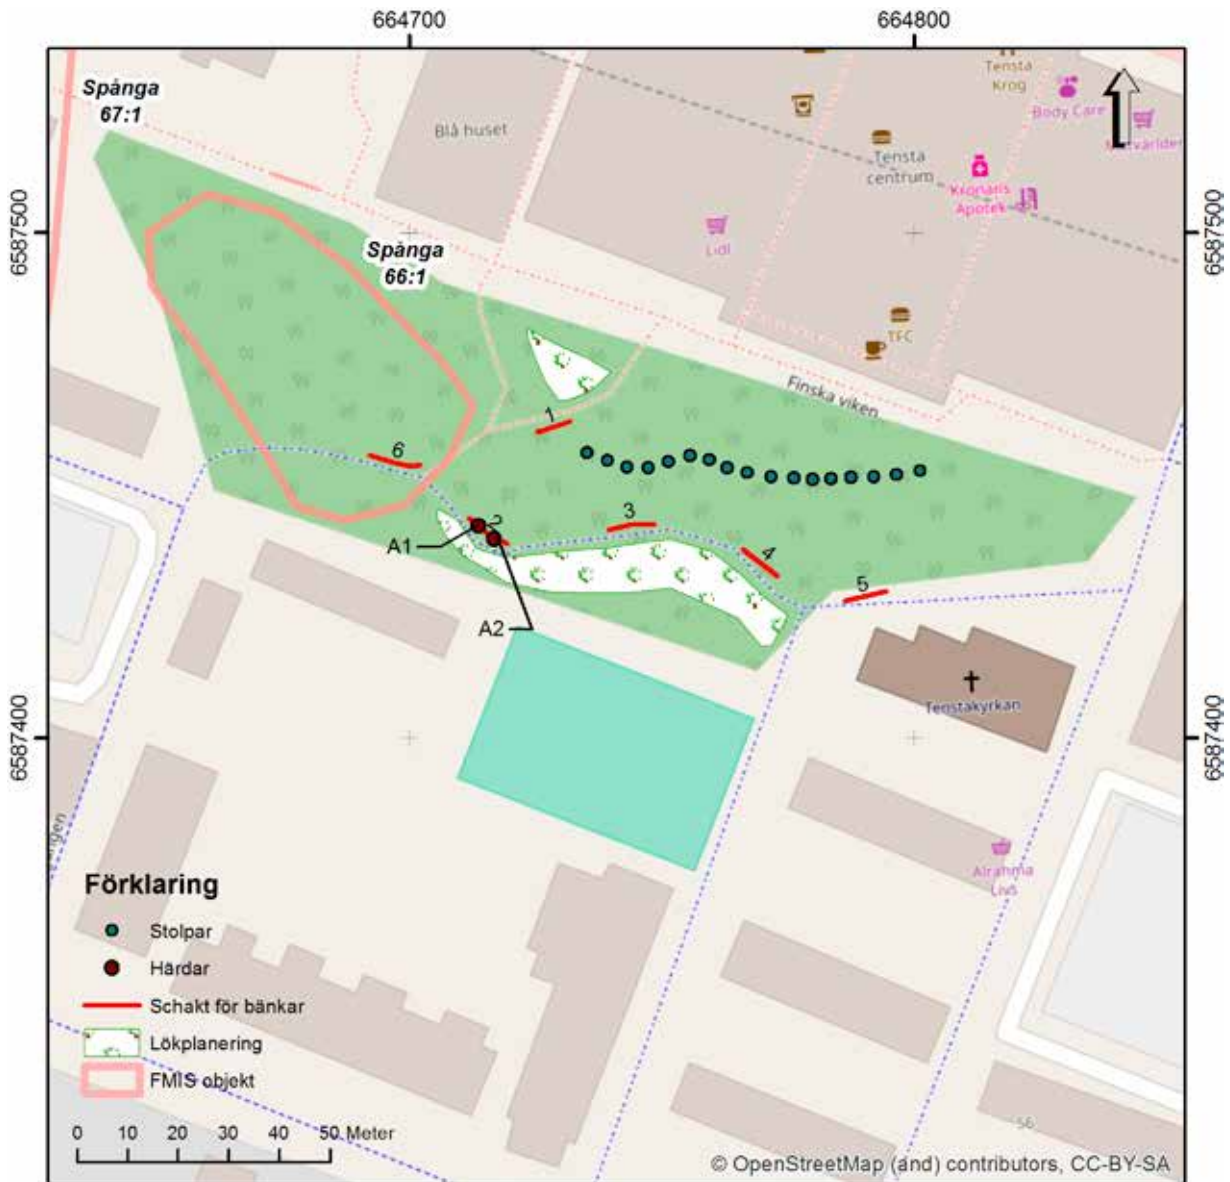 664700
664800
Spånga
67:1
Tensta
Krog
Body Care
Blå huset
Tensta
centrum
Kronans
Apotek
6587500
6587500
Spånga
66:1
Lidl
TFC
Finska viken
1
6
2
3
A1
4
5
A2
Tenstakyrkan
6587400
6587400
Alrahma
Livs
Förklaring
Stolpar
Härdar
Schakt för bänkar
Lökplanering
FMIS objekt
56
0 10 20 30 40 50 Meter
© OpenStreetMap (and) contributors, CC-BY-SA